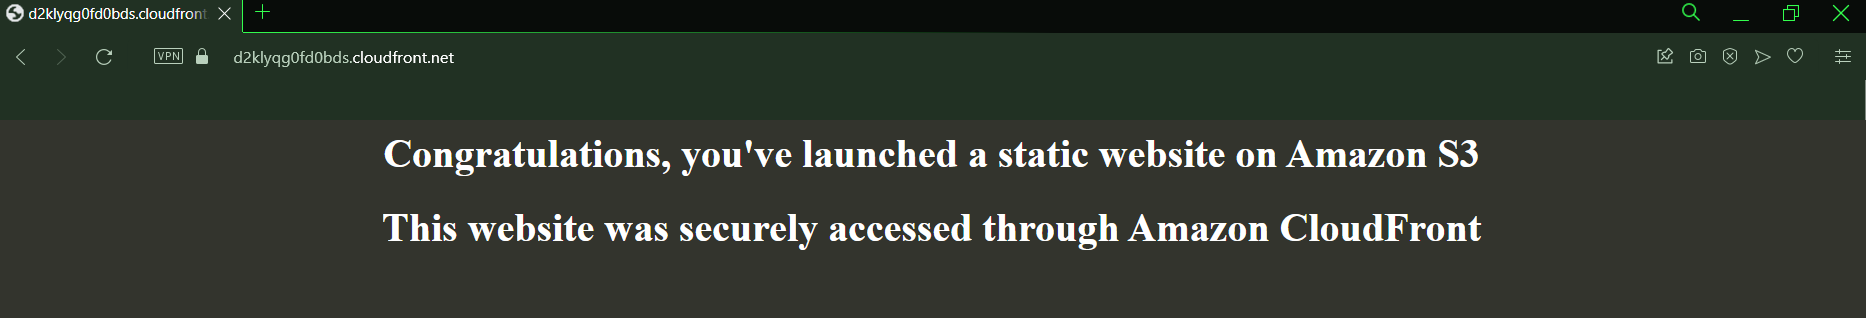 d2klyqg0fd0bds.cloudfront
VPN
d2klyqg0fd0bds.cloudfront.net
Congratulations, you've launched a static website on Amazon S3
This website was securely accessed through Amazon CloudFront